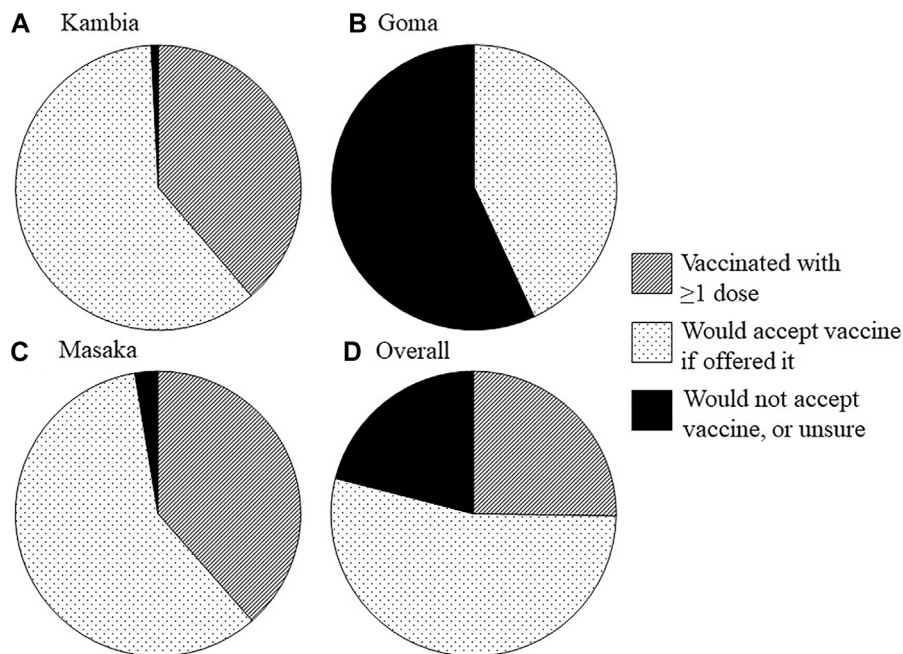 A Kambia
B Goma
C Masaka
D Overall
Vaccinated with
≥1 dose
Would accept vaccine
if offered it
Would not accept
vaccine, or unsure